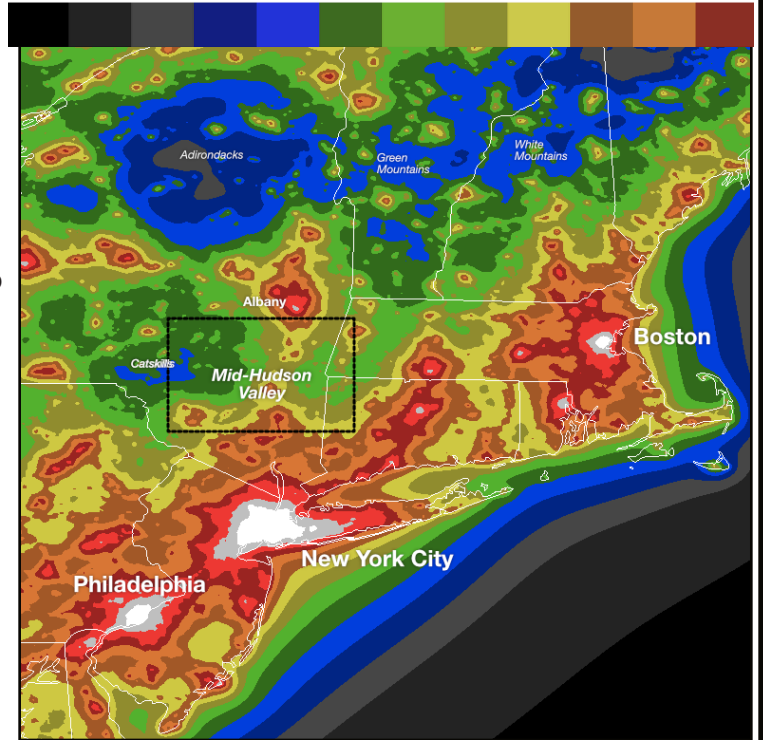 Adirondacks
Green
Mountains
White
Mountains
Albany
Boston
Catskills
Mid-Hudson
Valley
New York City
Philadelphia